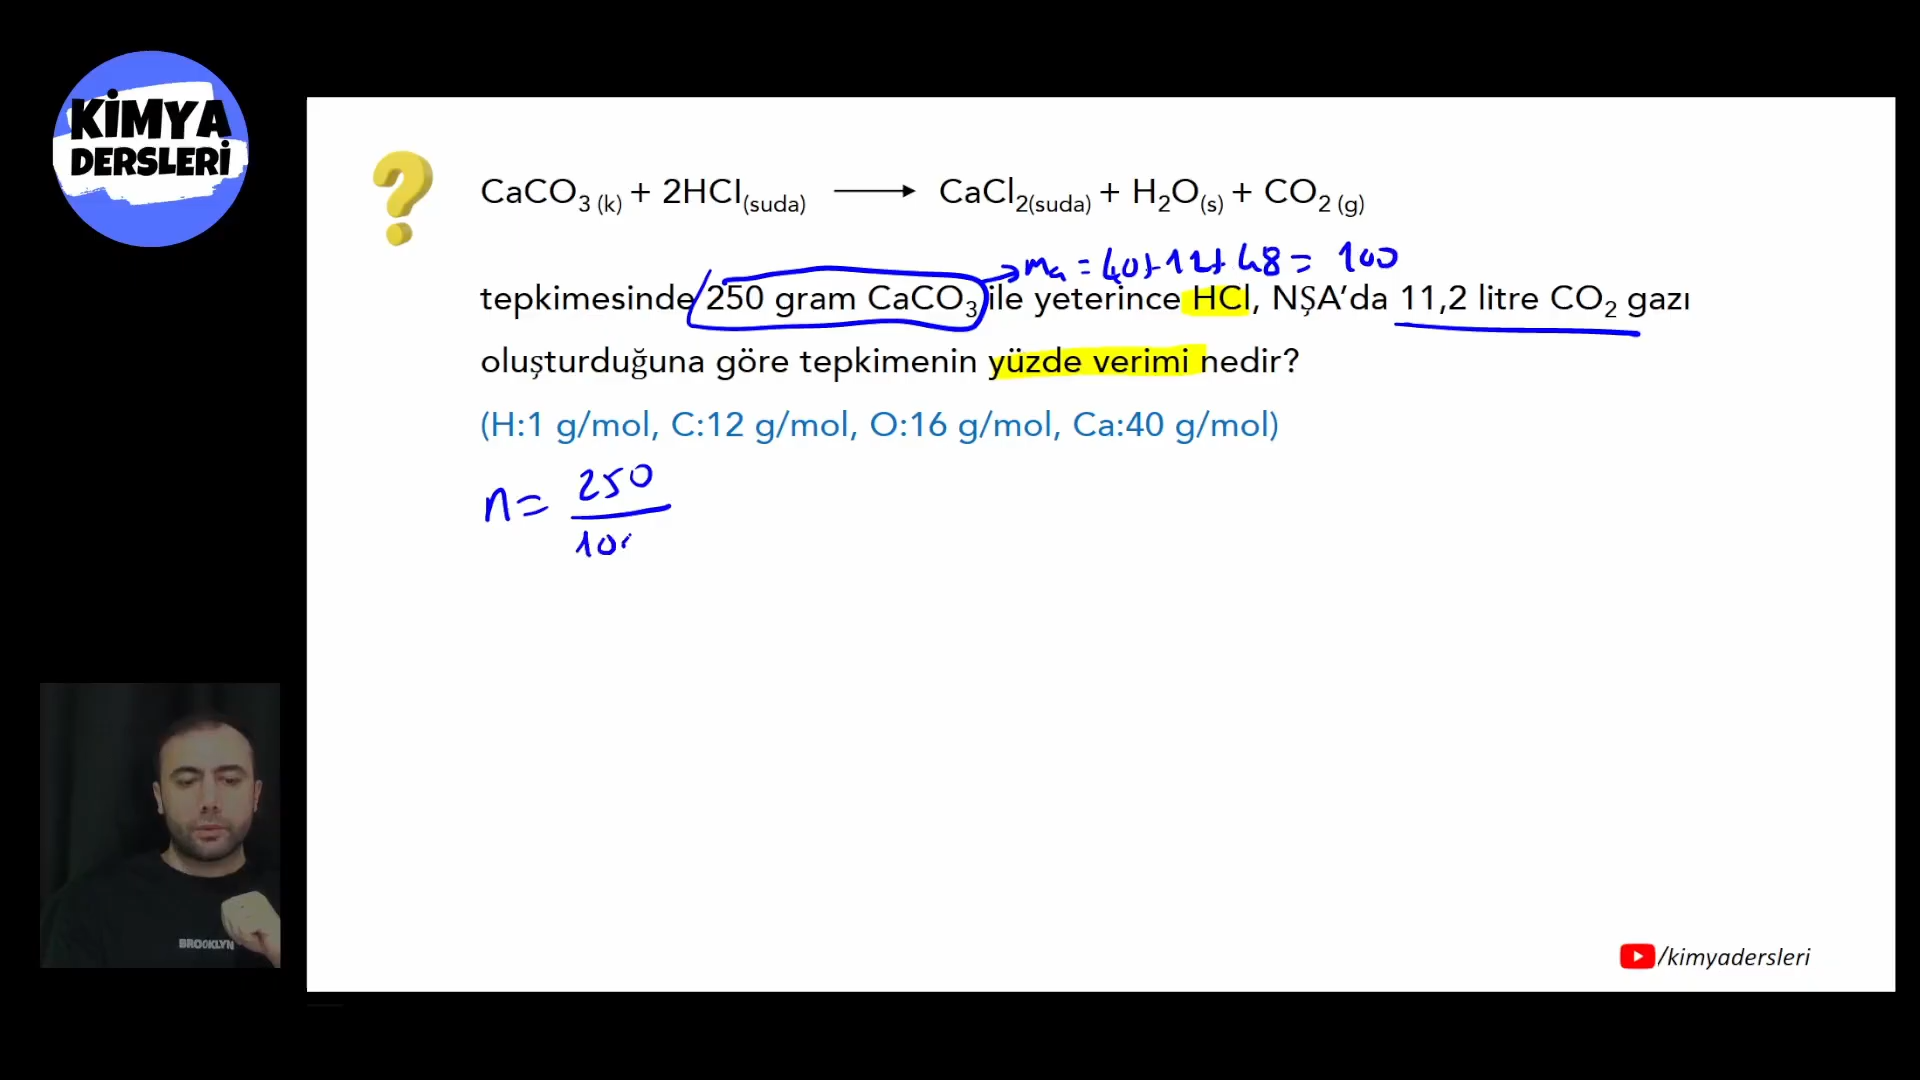 KİMYA
DERSLERİ
CaCO₃ (k) + 2HCl(suda) ⟶ CaCl₂(suda) + H₂O(s) + CO₂ (g)
→ mₐ = 40+12+48 = 100
tepkimesinde 250 gram CaCO₃ ile yeterince HCl, NŞA'da 11,2 litre CO₂ gazı
oluşturduğuna göre tepkimenin yüzde verimi nedir?
(H:1 g/mol, C:12 g/mol, O:16 g/mol, Ca:40 g/mol)
n = 250
10
BROOKLYN
/kimyadersleri